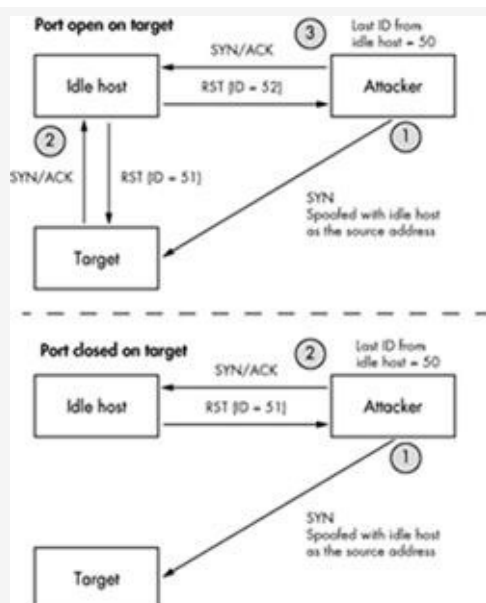 Port open on target
3
Last ID from
idle host = 50
SYN/ACK
Idle host
RST [ID = 52]
Attacker
2
1
SYN/ACK
RST [ID = 51]
SYN
Spoofed with idle host
as the source address
Target
Port closed on target
2
Last ID from
idle host = 50
SYN/ACK
Idle host
RST [ID = 51]
Attacker
1
SYN
Spoofed with idle host
as the source address
Target